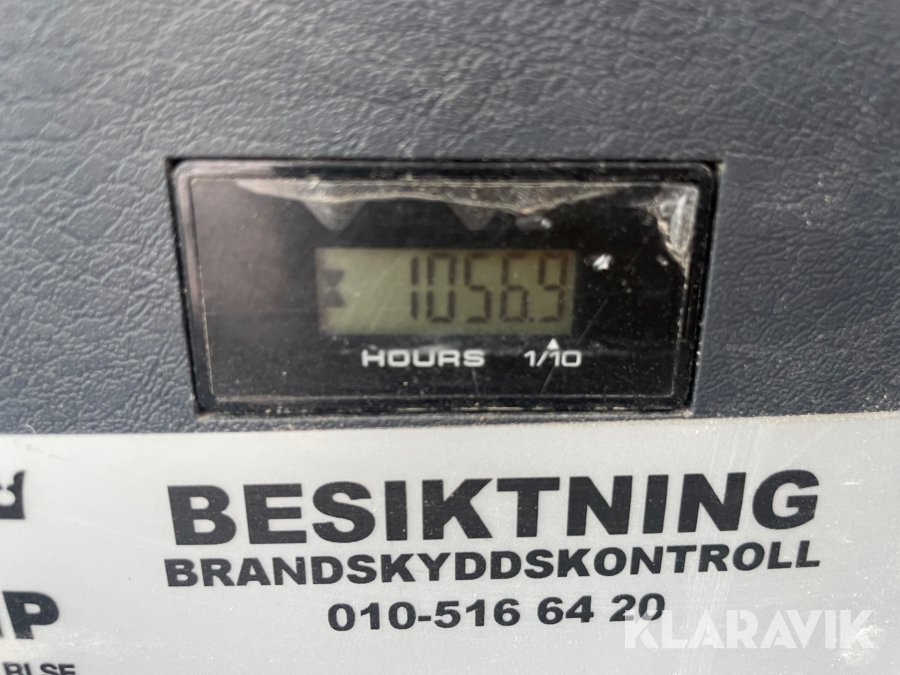 1056.9
HOURS 1/10
BESIKTNING
BRANDSKYDDSKONTROLL
010-516 64 20
KLARAVIK